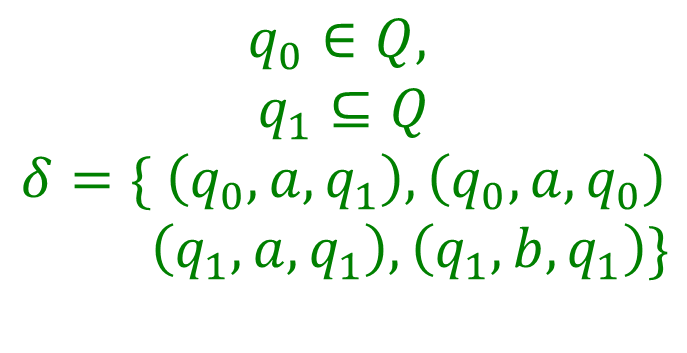 q₀ ∈ Q,
q₁ ⊆ Q
δ = { (q₀, a, q₁), (q₀, a, q₀)
(q₁, a, q₁), (q₁, b, q₁)}